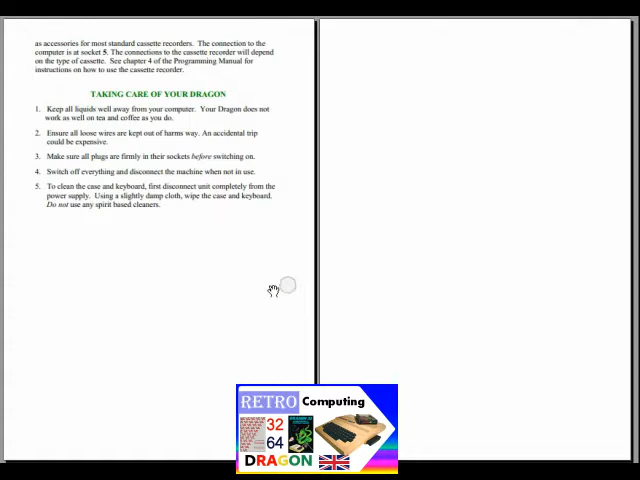 as accessories for most standard cassette recorders. The connection to the
computer is at socket 5. The connections to the cassette recorder will depend
on the type of cassette. See chapter 4 of the Programming Manual for
instructions on how to use the cassette recorder.
TAKING CARE OF YOUR DRAGON
1. Keep all liquids well away from your computer. Your Dragon does not
work as well on tea and coffee as you do.
2. Ensure all loose wires are kept out of harms way. An accidental trip
could be expensive.
3. Make sure all plugs are firmly in their sockets before switching on.
4. Switch off everything and disconnect the machine when not in use.
5. To clean the case and keyboard, first disconnect unit completely from the
power supply. Using a slightly damp cloth, wipe the case and keyboard.
Do not use any spirit based cleaners.
RETRO Computing
32
64
DRAGON